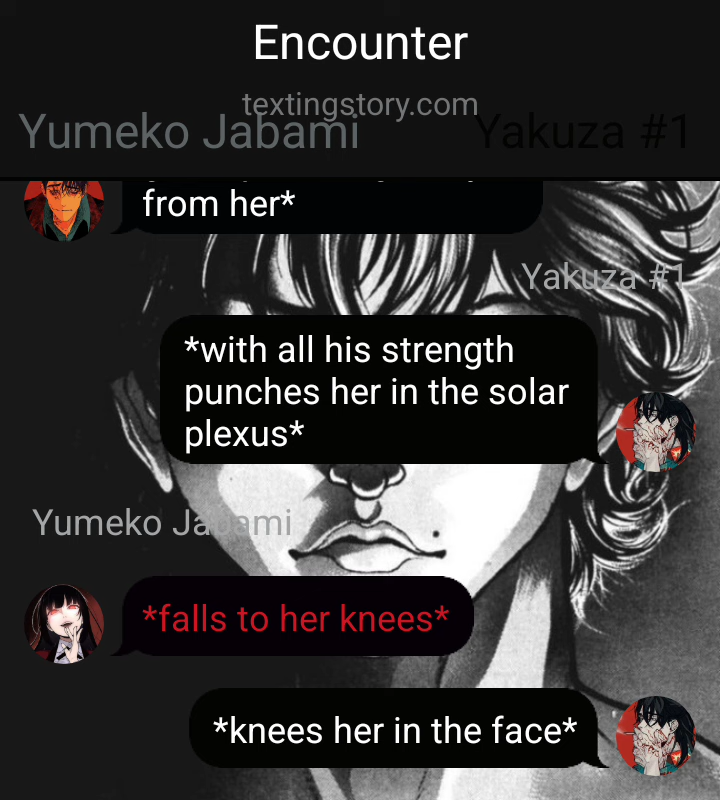 Encounter
textingstory.com
Yumeko Jabami
Yakuza #1
from her*
Yakuza #1
*with all his strength
punches her in the solar
plexus*
Yumeko Jabami
*falls to her knees*
*knees her in the face*